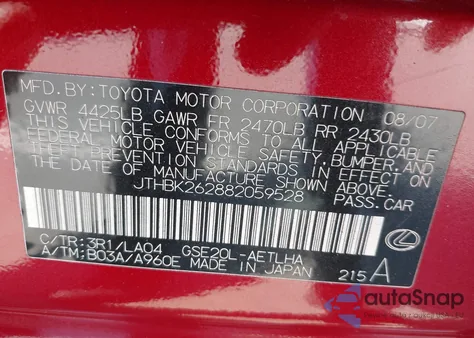 MFD. BY: TOYOTA MOTOR CORPORATION 08/07
GVWR 4425LB GAWR FR 2470LB RR 2430LB
THIS VEHICLE CONFORMS TO ALL APPLICABLE
FEDERAL MOTOR VEHICLE SAFETY, BUMPER, AND
THEFT PREVENTION STANDARDS IN EFFECT ON
THE DATE OF MANUFACTURE SHOWN ABOVE.
JTHBK262882059528 PASS.CAR
C/TR:3R1/LA04 GSE20L-AETLHA
A/TM:B03A/A960E MADE IN JAPAN 215A
autoSnap